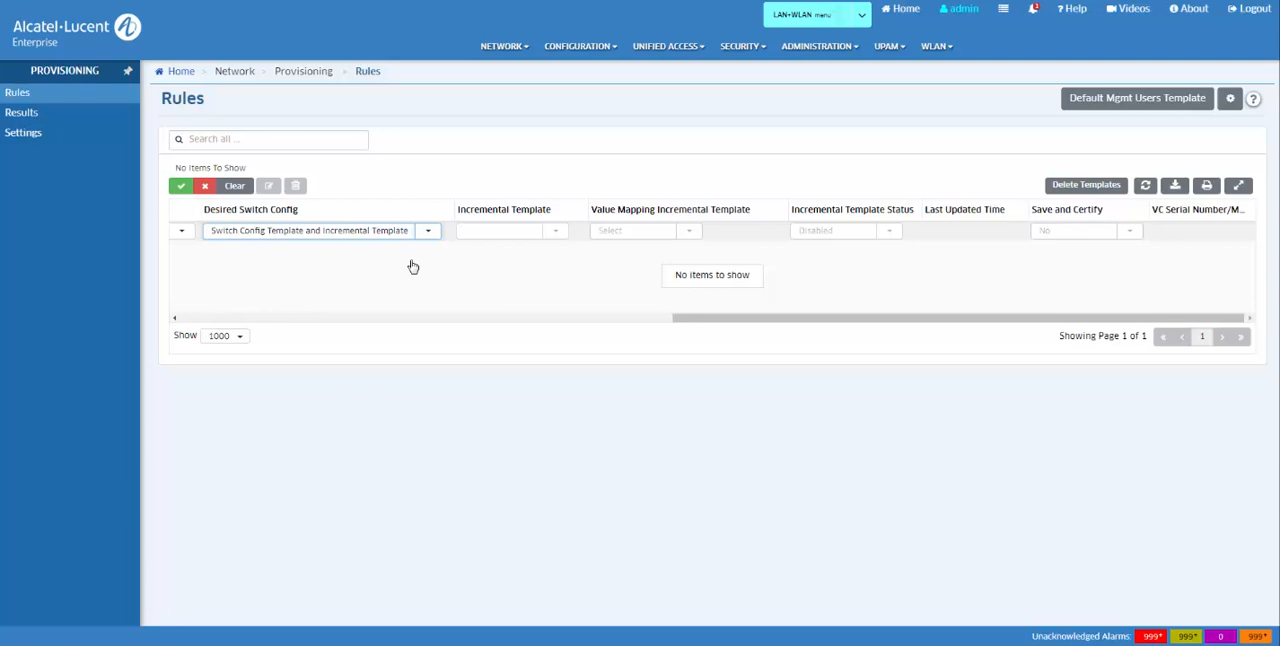 Alcatel·Lucent
Enterprise
LAN+WLAN menu
Home
admin
2
? Help
Videos
About
Logout
NETWORK
CONFIGURATION
UNIFIED ACCESS
SECURITY
ADMINISTRATION
UPAM
WLAN
PROVISIONING
Rules
Results
Settings
Home > Network > Provisioning > Rules
Rules
Default Mgmt Users Template
?
Search all ...
No Items To Show
Clear
Delete Templates
Desired Switch Config
Incremental Template
Value Mapping Incremental Template
Incremental Template Status
Last Updated Time
Save and Certify
VC Serial Number/M...
Switch Config Template and Incremental Template
Select
Disabled
No
No items to show
Show 1000
Showing Page 1 of 1
« ‹ 1 › »
Unacknowledged Alarms: 999+ 999+ 0 999+